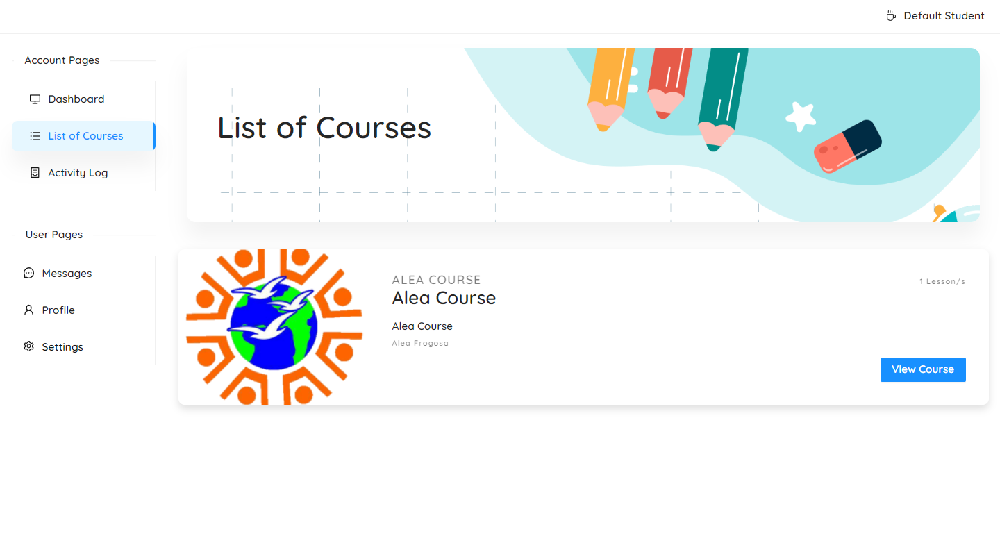 Default Student
Account Pages
Dashboard
List of Courses
Activity Log
User Pages
Messages
Profile
Settings
List of Courses
ALEA COURSE
1 Lesson/s
Alea Course
Alea Course
Alea Frogosa
View Course